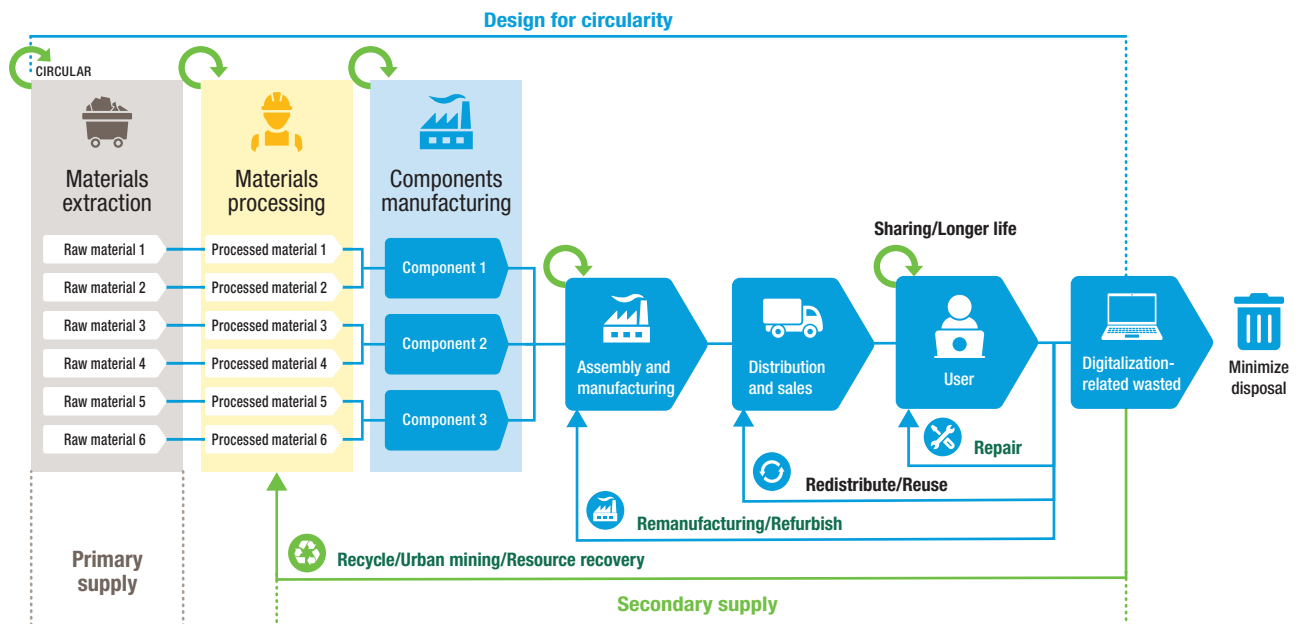 Design for circularity
CIRCULAR
Materials
extraction
Materials
processing
Components
manufacturing
Raw material 1
Raw material 2
Raw material 3
Raw material 4
Raw material 5
Raw material 6
Processed material 1
Processed material 2
Processed material 3
Processed material 4
Processed material 5
Processed material 6
Component 1
Component 2
Component 3
Assembly and
manufacturing
Distribution
and sales
Sharing/Longer life
User
Digitalization-
related wasted
Minimize
disposal
Repair
Redistribute/Reuse
Remanufacturing/Refurbish
Recycle/Urban mining/Resource recovery
Primary
supply
Secondary supply